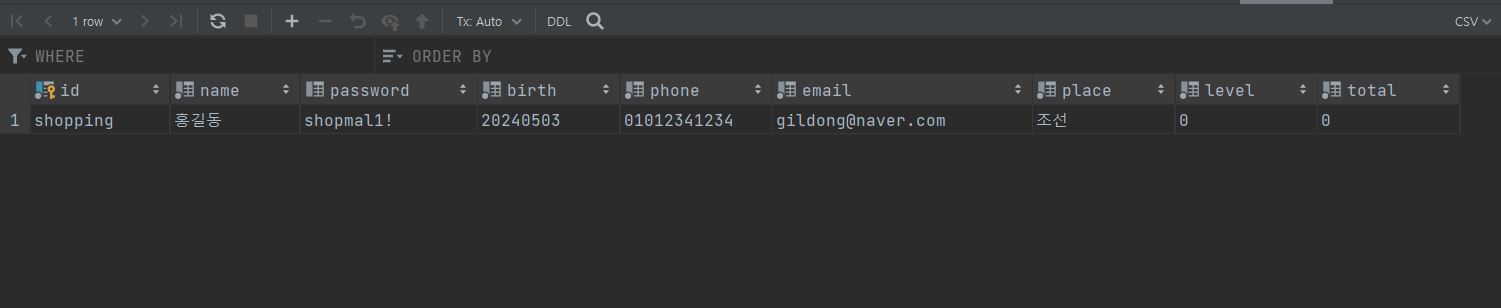 1 row Tx: Auto DDL CSV
WHERE ORDER BY
id name password birth phone email place level total
1 shopping 홍길동 shopmal1! 20240503 01012341234 gildong@naver.com 조선 0 0